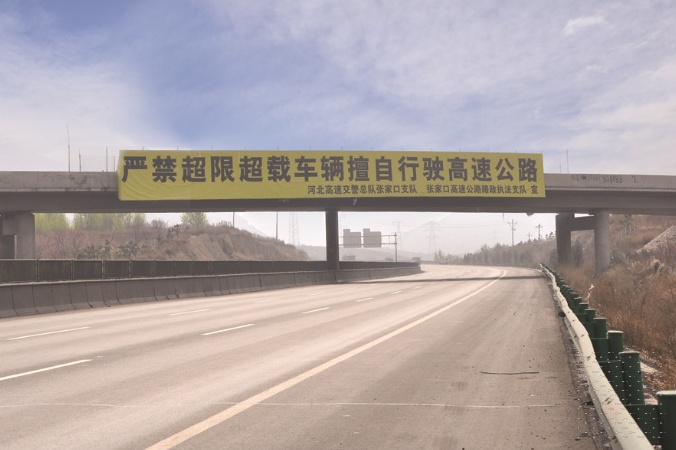 严禁超限超载车辆擅自行驶高速公路
河北高速交警总队张家口支队 张家口高速公路路政执法支队 宣